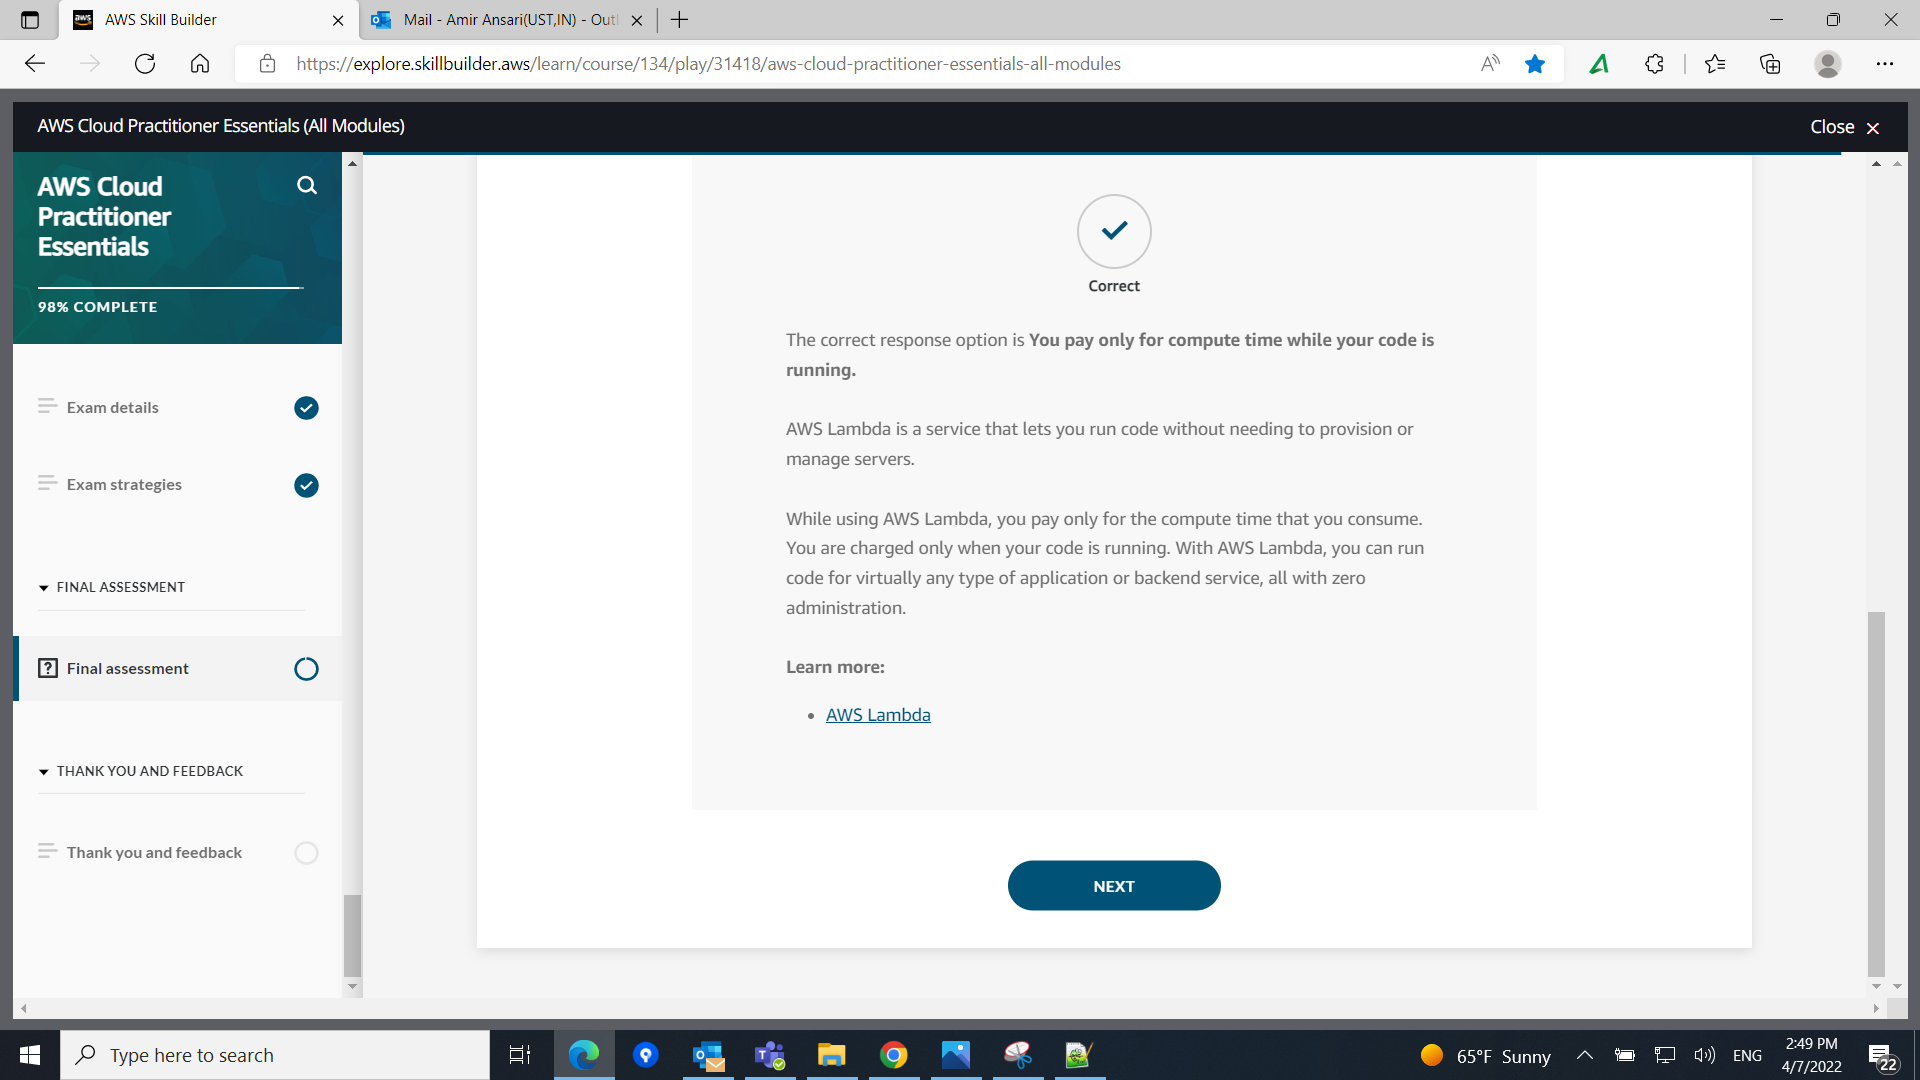 AWS Skill Builder
Mail - Amir Ansari(UST,IN) - Outl
https://explore.skillbuilder.aws/learn/course/134/play/31418/aws-cloud-practitioner-essentials-all-modules
AWS Cloud Practitioner Essentials (All Modules)
Close
AWS Cloud
Practitioner
Essentials
98% COMPLETE
Exam details
Exam strategies
FINAL ASSESSMENT
Final assessment
THANK YOU AND FEEDBACK
Thank you and feedback
Correct
The correct response option is You pay only for compute time while your code is
running.
AWS Lambda is a service that lets you run code without needing to provision or
manage servers.
While using AWS Lambda, you pay only for the compute time that you consume.
You are charged only when your code is running. With AWS Lambda, you can run
code for virtually any type of application or backend service, all with zero
administration.
Learn more:
AWS Lambda
NEXT
Type here to search
65°F Sunny
ENG
2:49 PM
4/7/2022
22